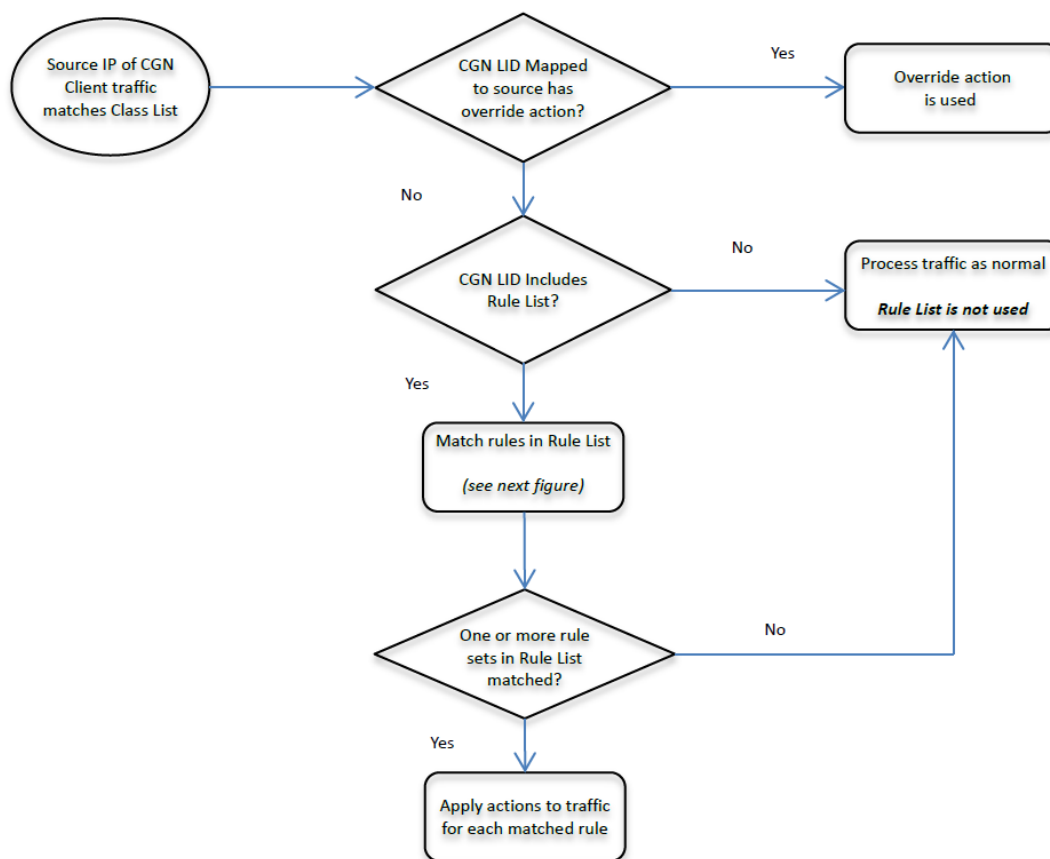 Source IP of CGN
Client traffic
matches Class List
CGN LID Mapped
to source has
override action?
Yes
Override action
is used
No
CGN LID Includes
Rule List?
No
Process traffic as normal
Rule List is not used
Yes
Match rules in Rule List
(see next figure)
One or more rule
sets in Rule List
matched?
No
Yes
Apply actions to traffic
for each matched rule